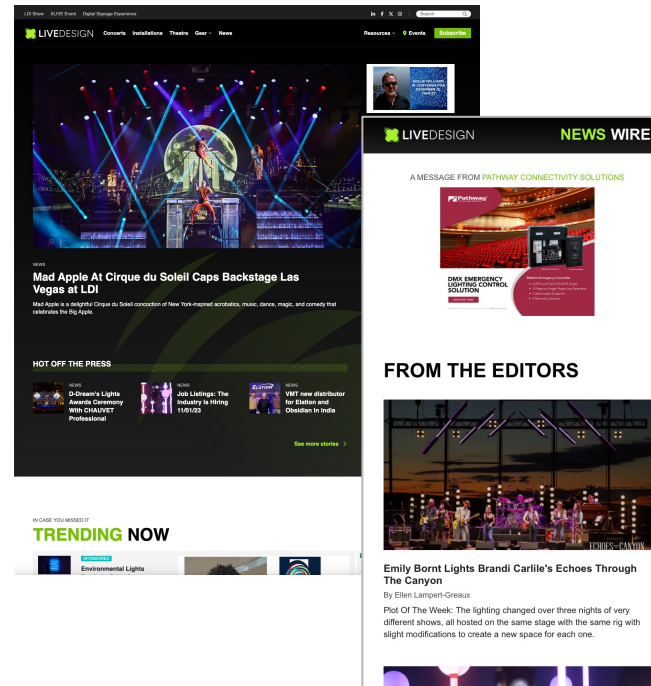 LDI Show XLIVE Event Digital Signage Experience
in f X
Search
LIVEDESIGN
Concerts Installations Theatre Gear News
Resources Events Subscribe
NEWS
Mad Apple At Cirque du Soleil Caps Backstage Las
Vegas at LDI
Mad Apple is a delightful Cirque du Soleil concoction of New York-inspired acrobatics, music, dance, magic, and comedy that
celebrates the Big Apple.
HOT OFF THE PRESS
NEWS
D-Dream's Lights
Awards Ceremony
With CHAUVET
Professional
NEWS
Job Listings: The
Industry Is Hiring
11/01/23
ELATION
NEWS
VMT new distributor
for Elation and
Obsidian in India
See more stories
IN CASE YOU MISSED IT
TRENDING NOW
SPONSORED
Environmental Lights
LIVEDESIGN
NEWS WIRE
A MESSAGE FROM PATHWAY CONNECTIVITY SOLUTIONS
Pathway
DMX EMERGENCY
LIGHTING CONTROL
SOLUTION
FROM THE EDITORS
ECHOES THROUGH THE CANYON
Emily Bornt Lights Brandi Carlile's Echoes Through
The Canyon
By Ellen Lampert-Greaux
Plot Of The Week: The lighting changed over three nights of very
different shows, all hosted on the same stage with the same rig with
slight modifications to create a new space for each one.